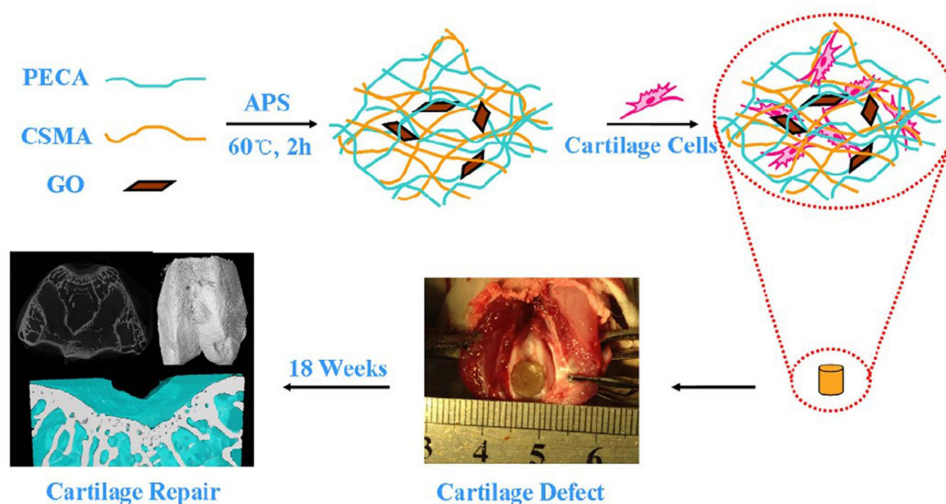 PECA
CSMA
GO
APS
60℃, 2h
Cartilage Cells
18 Weeks
3 4 5 6
Cartilage Repair
Cartilage Defect